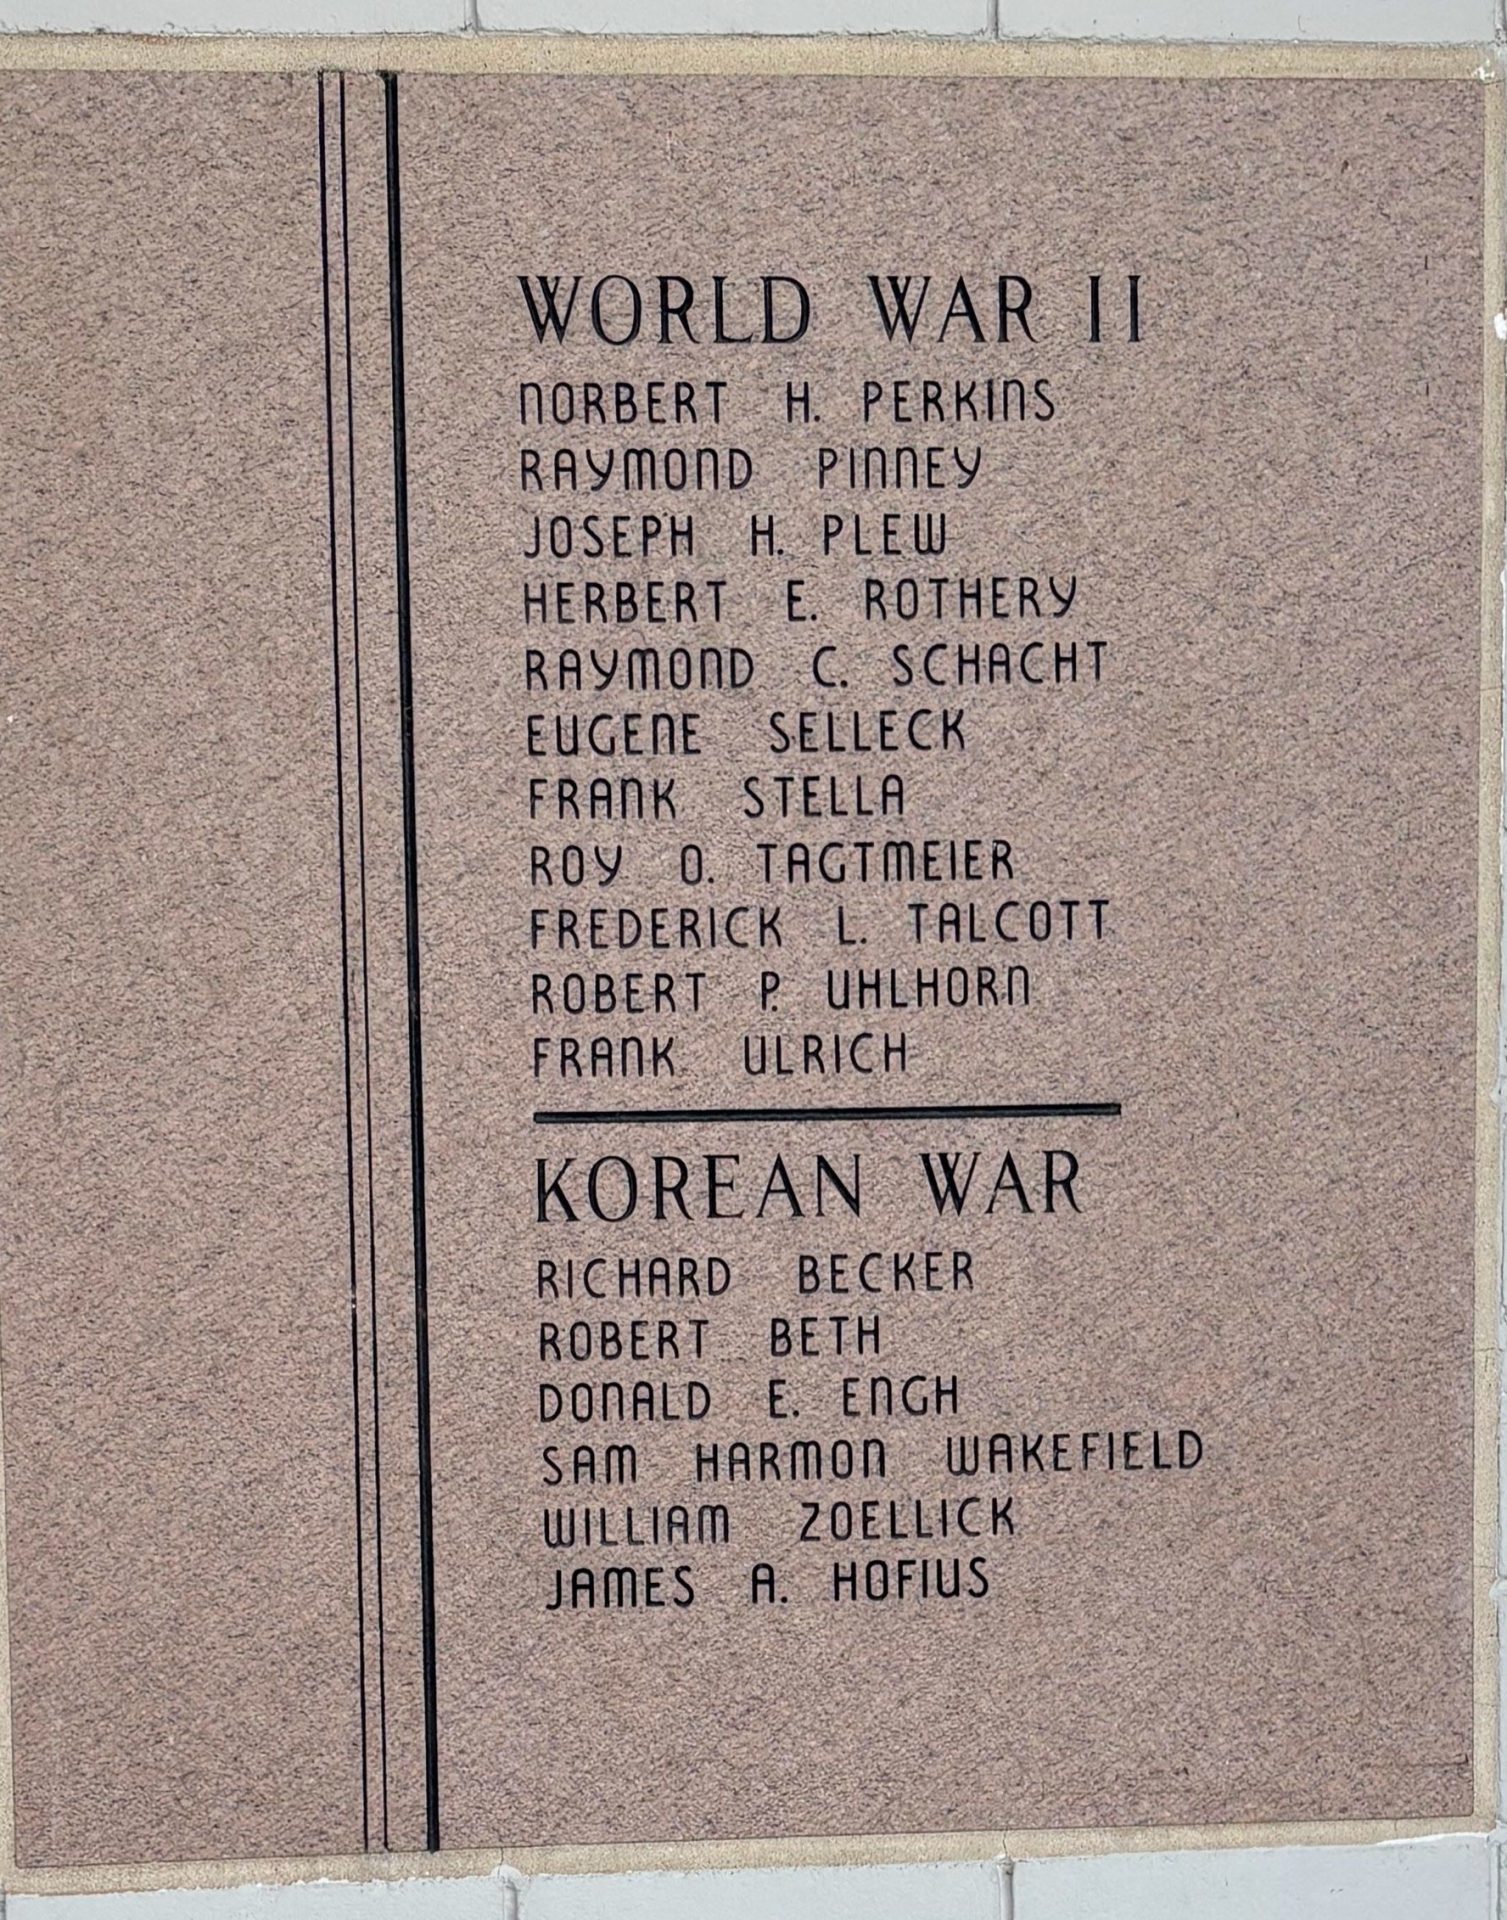 WORLD WAR II
NORBERT H. PERKINS
RAYMOND PINNEY
JOSEPH H. PLEW
HERBERT E. ROTHERY
RAYMOND C. SCHACHT
EUGENE SELLECK
FRANK STELLA
ROY O. TAGTMEIER
FREDERICK L. TALCOTT
ROBERT P. UHLHORN
FRANK ULRICH
KOREAN WAR
RICHARD BECKER
ROBERT BETH
DONALD E. ENGH
SAM HARMON WAKEFIELD
WILLIAM ZOELLICK
JAMES A. HOFIUS